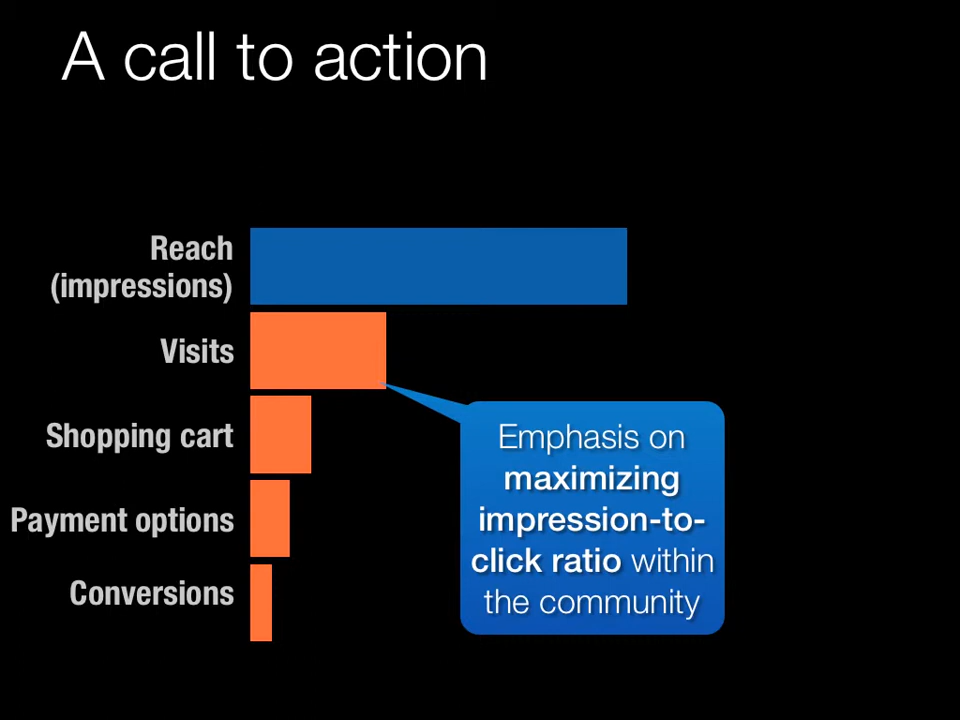 A call to action
Reach
(impressions)
Visits
Shopping cart
Payment options
Conversions
Emphasis on
maximizing
impression-to-
click ratio within
the community